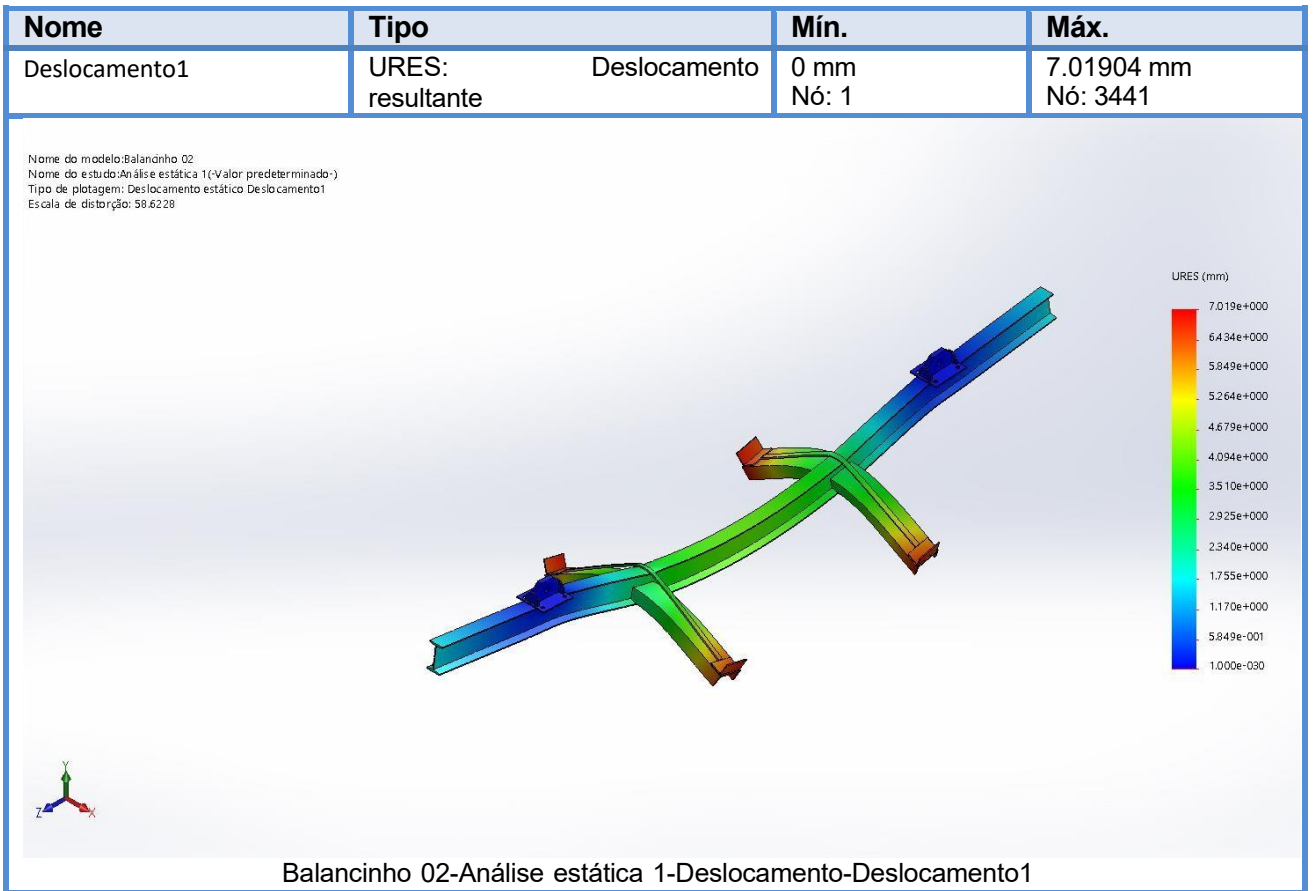 Nome Tipo Mín. Máx.
Deslocamento1 URES: Deslocamento 0 mm 7.01904 mm
resultante Nó: 1 Nó: 3441
Nome do modelo:Balancinho 02
Nome do estudo:Análise estática 1(-Valor predeterminado-)
Tipo de plotagem: Deslocamento estático Deslocamento1
Escala de distorção: 58.6228
URES (mm)
7.019e+000
6.434e+000
5.849e+000
5.264e+000
4.679e+000
4.094e+000
3.510e+000
2.925e+000
2.340e+000
1.755e+000
1.170e+000
5.849e-001
1.000e-030
Y
Z X
Balancinho 02-Análise estática 1-Deslocamento-Deslocamento1